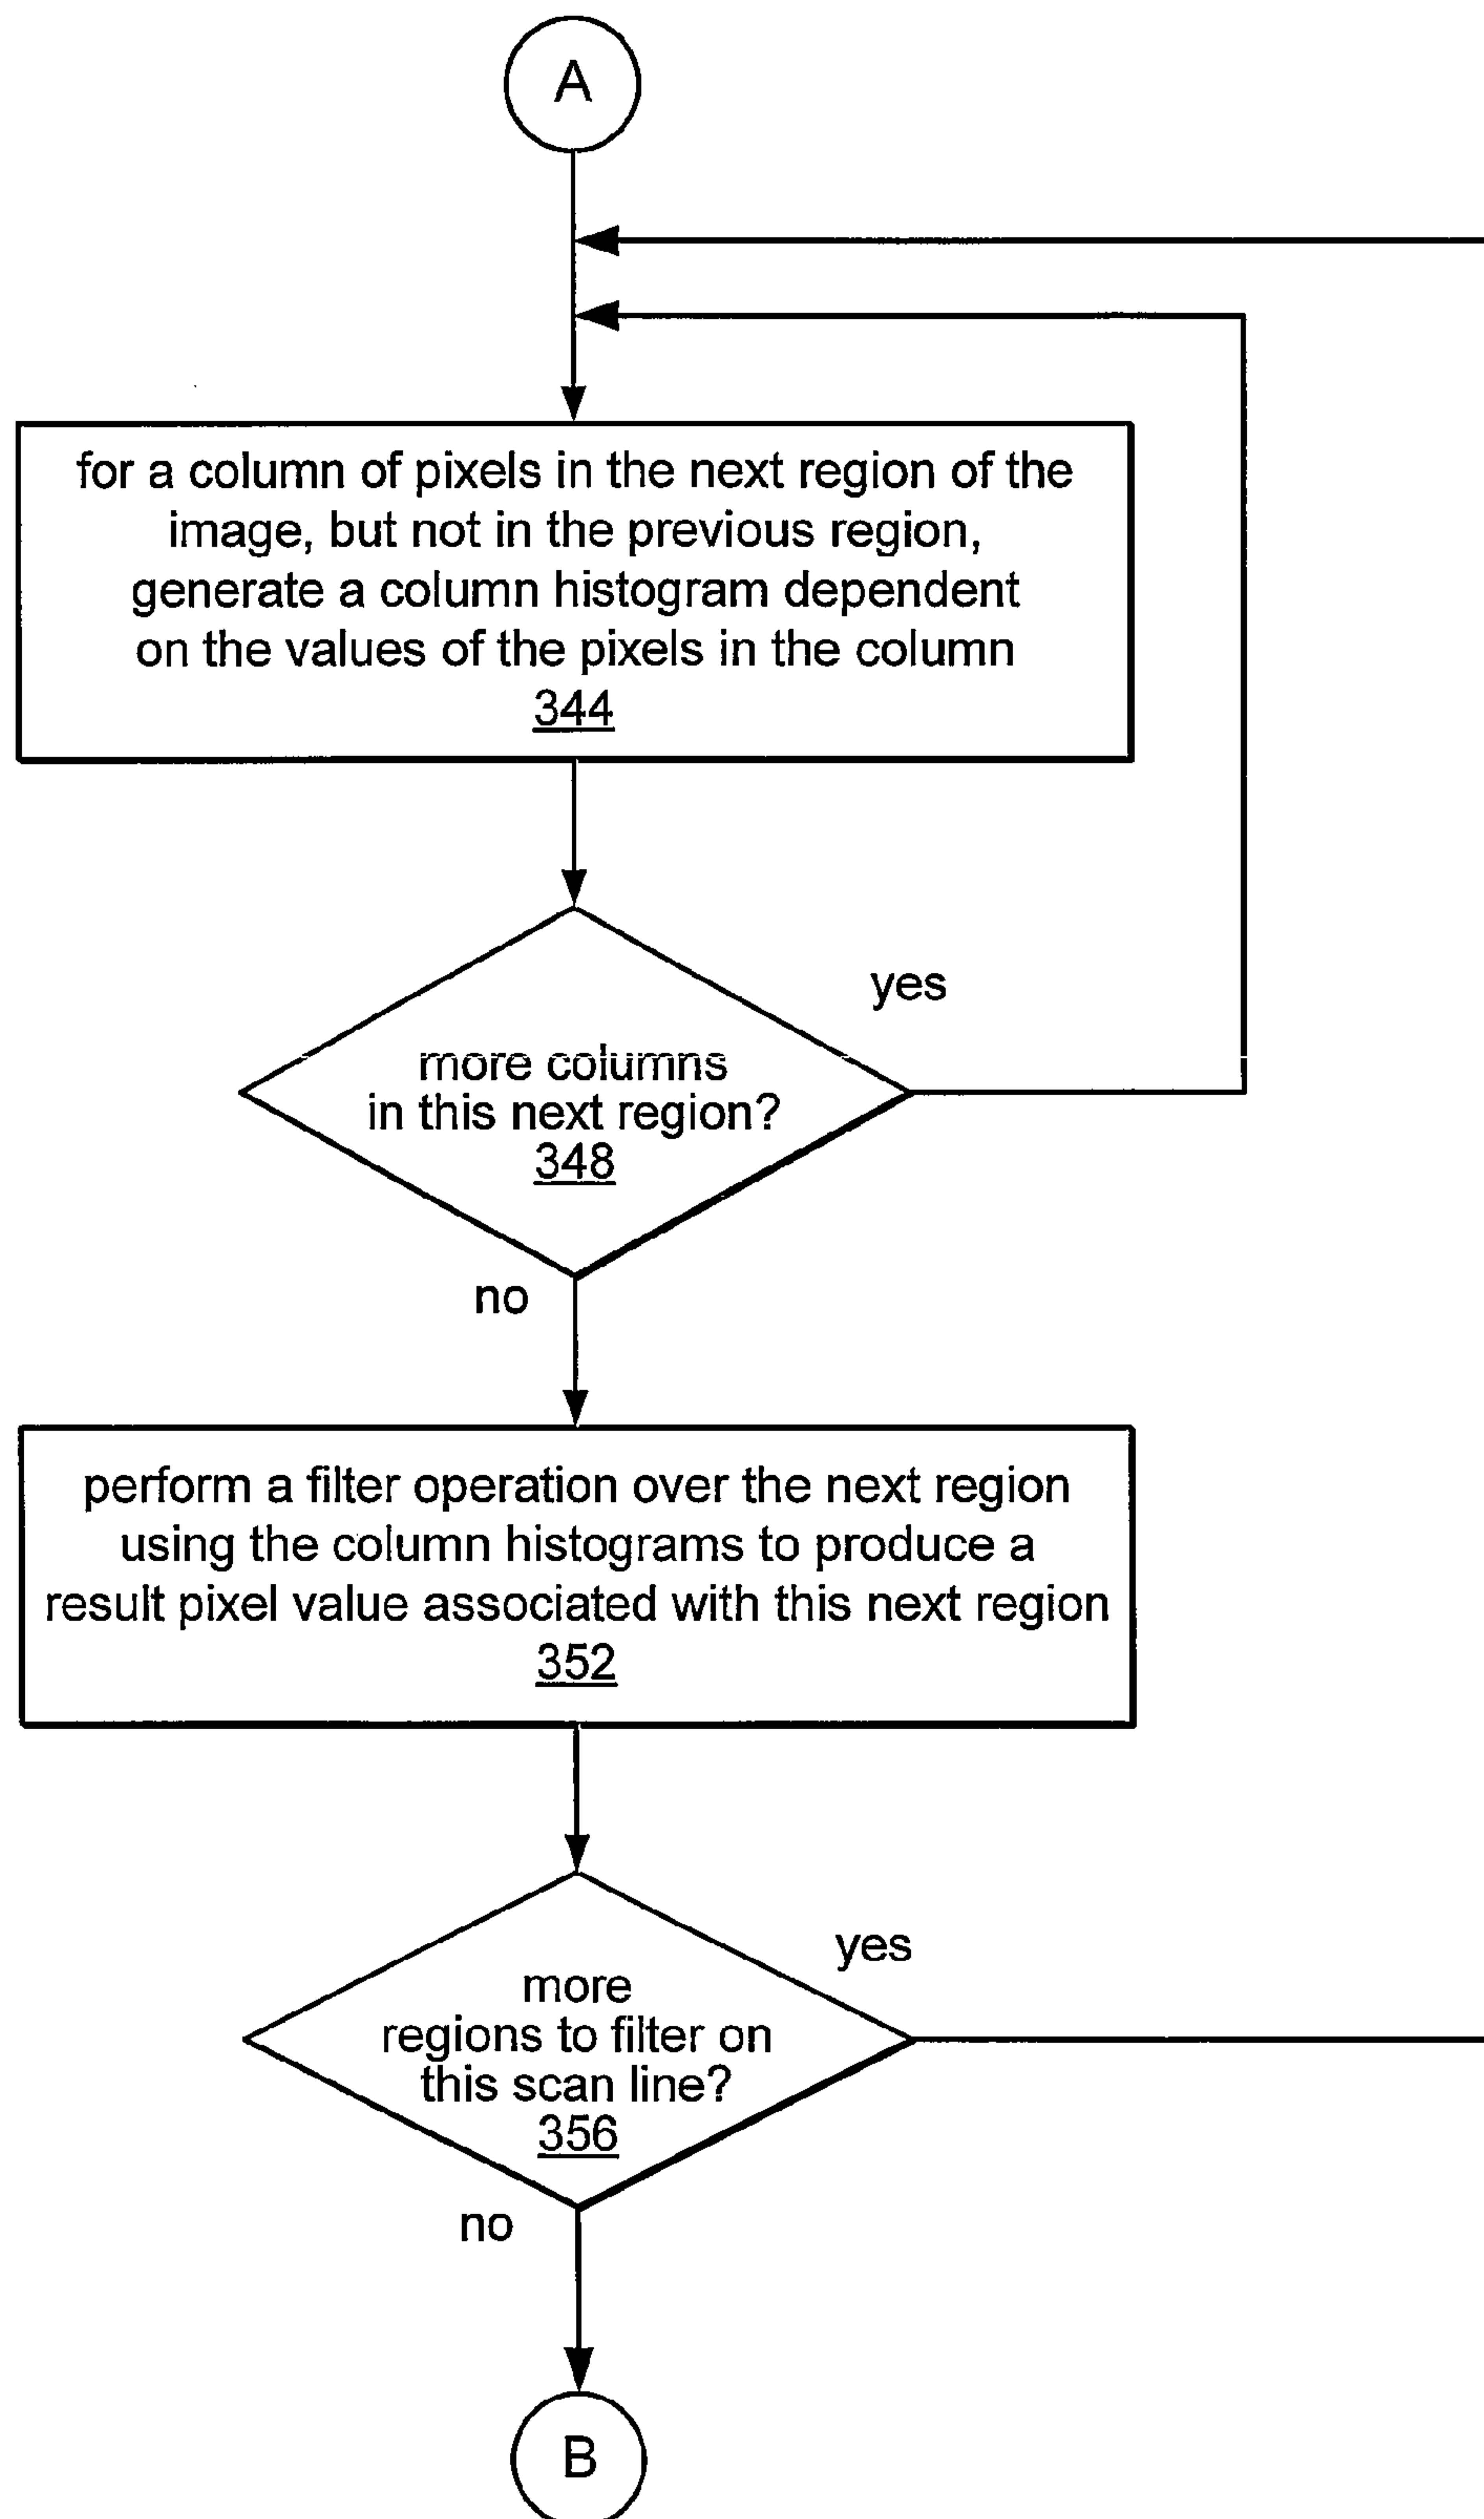 A
for a column of pixels in the next region of the
image, but not in the previous region,
generate a column histogram dependent
on the values of the pixels in the column
344
yes
more columns
in this next region?
348
no
perform a filter operation over the next region
using the column histograms to produce a
result pixel value associated with this next region
352
yes
more
regions to filter on
this scan line?
356
no
B